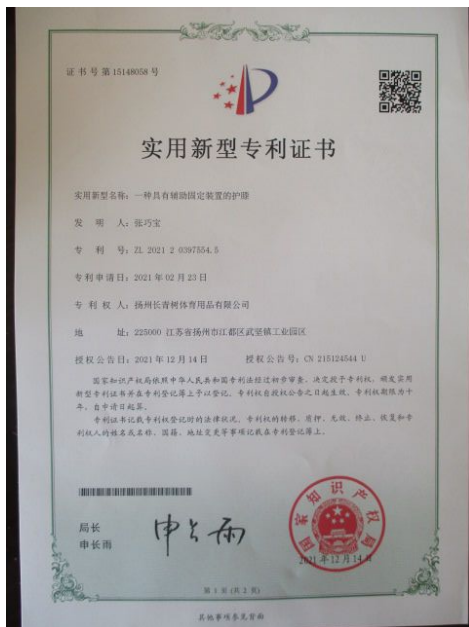 证书号第15148058号
实用新型专利证书
实用新型名称:一种具有辅助固定装置的护膝
发 明 人:张巧宝
专 利 号:ZL 2021 2 0397554.5
专利申请日:2021年02月23日
专 利 权 人:扬州长青树体育用品有限公司
地 址:225000 江苏省扬州市江都区武坚镇工业园区
授权公告日:2021年12月14日 授权公告号:CN 215124544 U
国家知识产权局依照中华人民共和国专利法经过初步审查,决定授予专利权,颁发实用
新型专利证书并在专利登记簿上予以登记。专利权自授权公告之日起生效。专利权期限为十
年,自申请日起算。
专利证书记载专利权登记时的法律状况。专利权的转移、质押、无效、终止、恢复和专
利权人的姓名或名称、国籍、地址变更等事项记载在专利登记簿上。
局长
申长雨
申长雨
国家知识产权局
2021年12月14日
第 1 页 (共 2 页)
其他事项参见首面